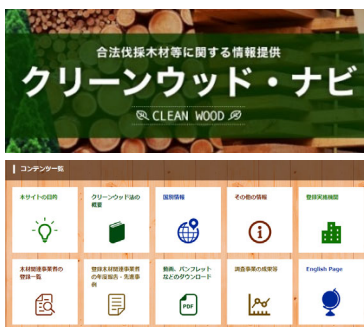 合法伐採木材等に関する情報提供
クリーンウッド・ナビ
CLEAN WOOD
コンテンツ一覧
本サイトの目的
クリーンウッド法の
概要
国別情報
その他の情報
登録実施機関
木材関連事業者の
登録一覧
登録木材関連事業者
の年度報告・先進事
例
動画、パンフレット
などのダウンロード
PDF
調査事業の成果等
English Page